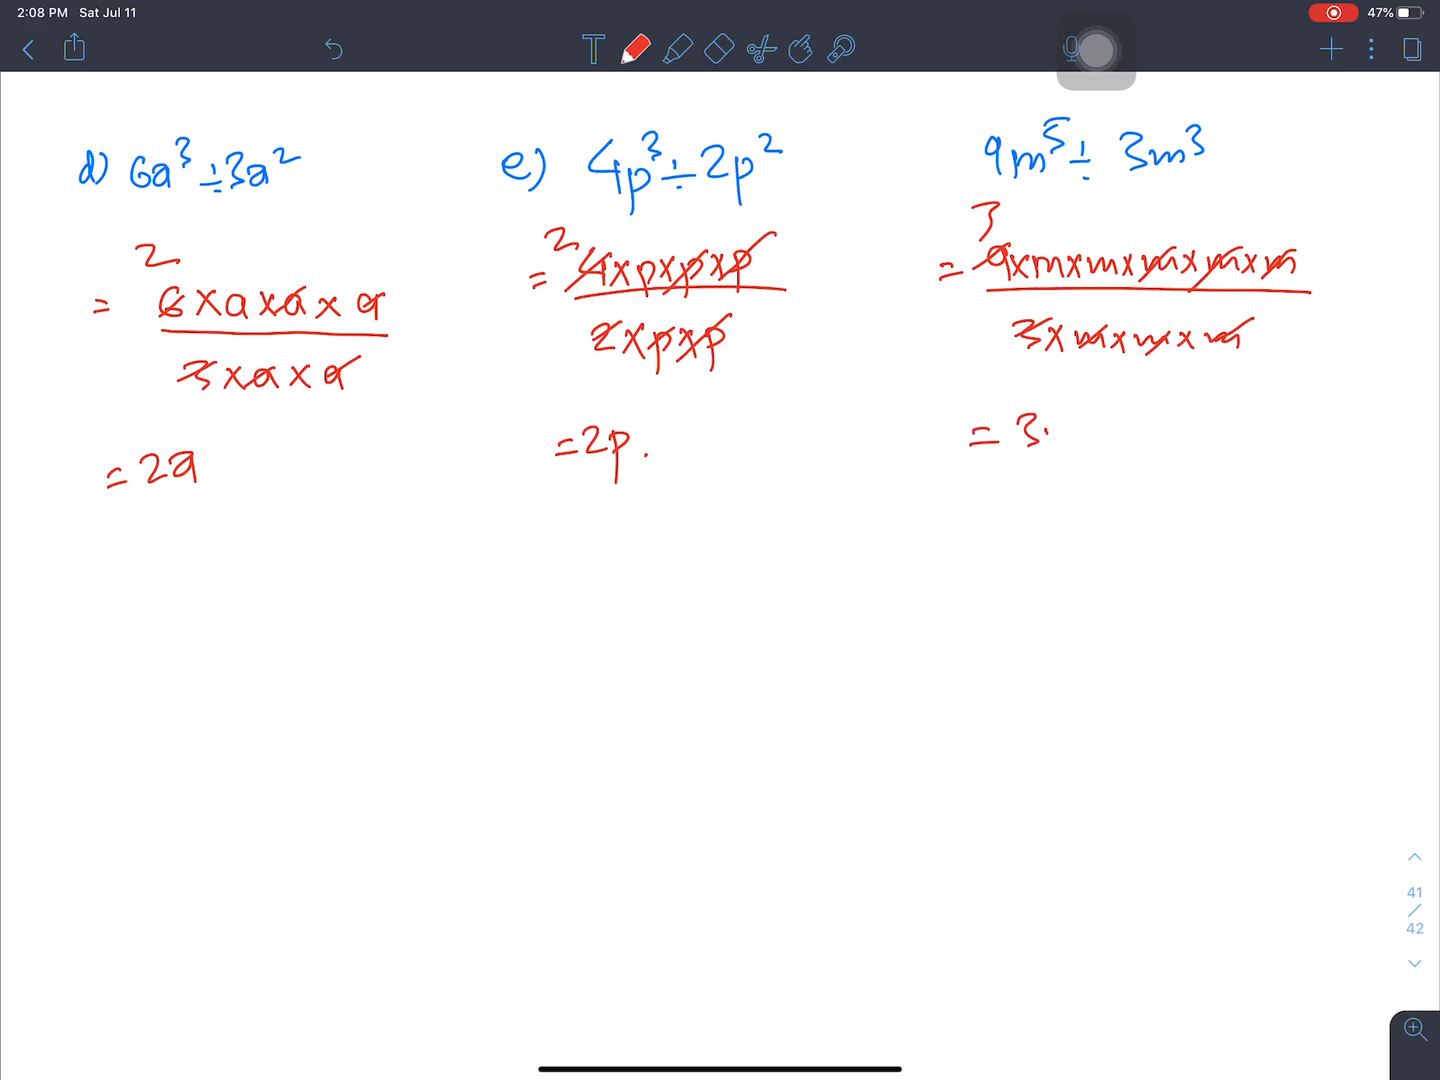 2:08 PM Sat Jul 11
47%
d) 6a³ ÷ 3a²
= 2 6 × a × a × a
3 × a × a
= 2a
e) 4p³ ÷ 2p²
= 2 4 × p × p × p
2 × p × p
= 2p.
9m⁵ ÷ 3m³
3
= 9 × m × m × m × m × m
3 × m × m × m
= 3·
41
/
42